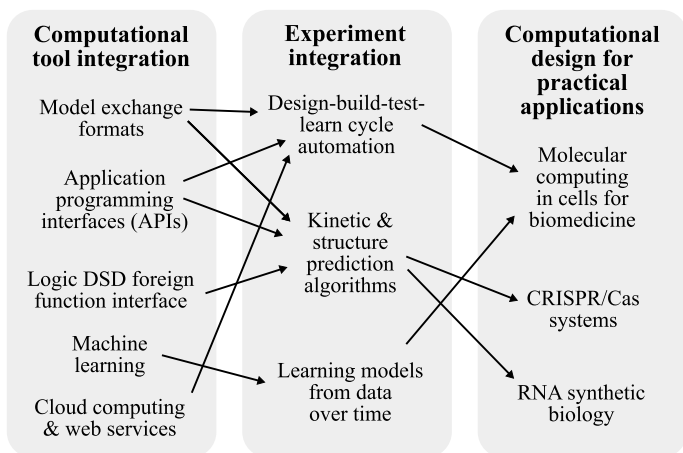 Computational
tool integration
Model exchange
formats
Application
programming
interfaces (APIs)
Logic DSD foreign
function interface
Machine
learning
Cloud computing
& web services
Experiment
integration
Design-build-test-
learn cycle
automation
Kinetic &
structure
prediction
algorithms
Learning models
from data
over time
Computational
design for
practical
applications
Molecular
computing
in cells for
biomedicine
CRISPR/Cas
systems
RNA synthetic
biology